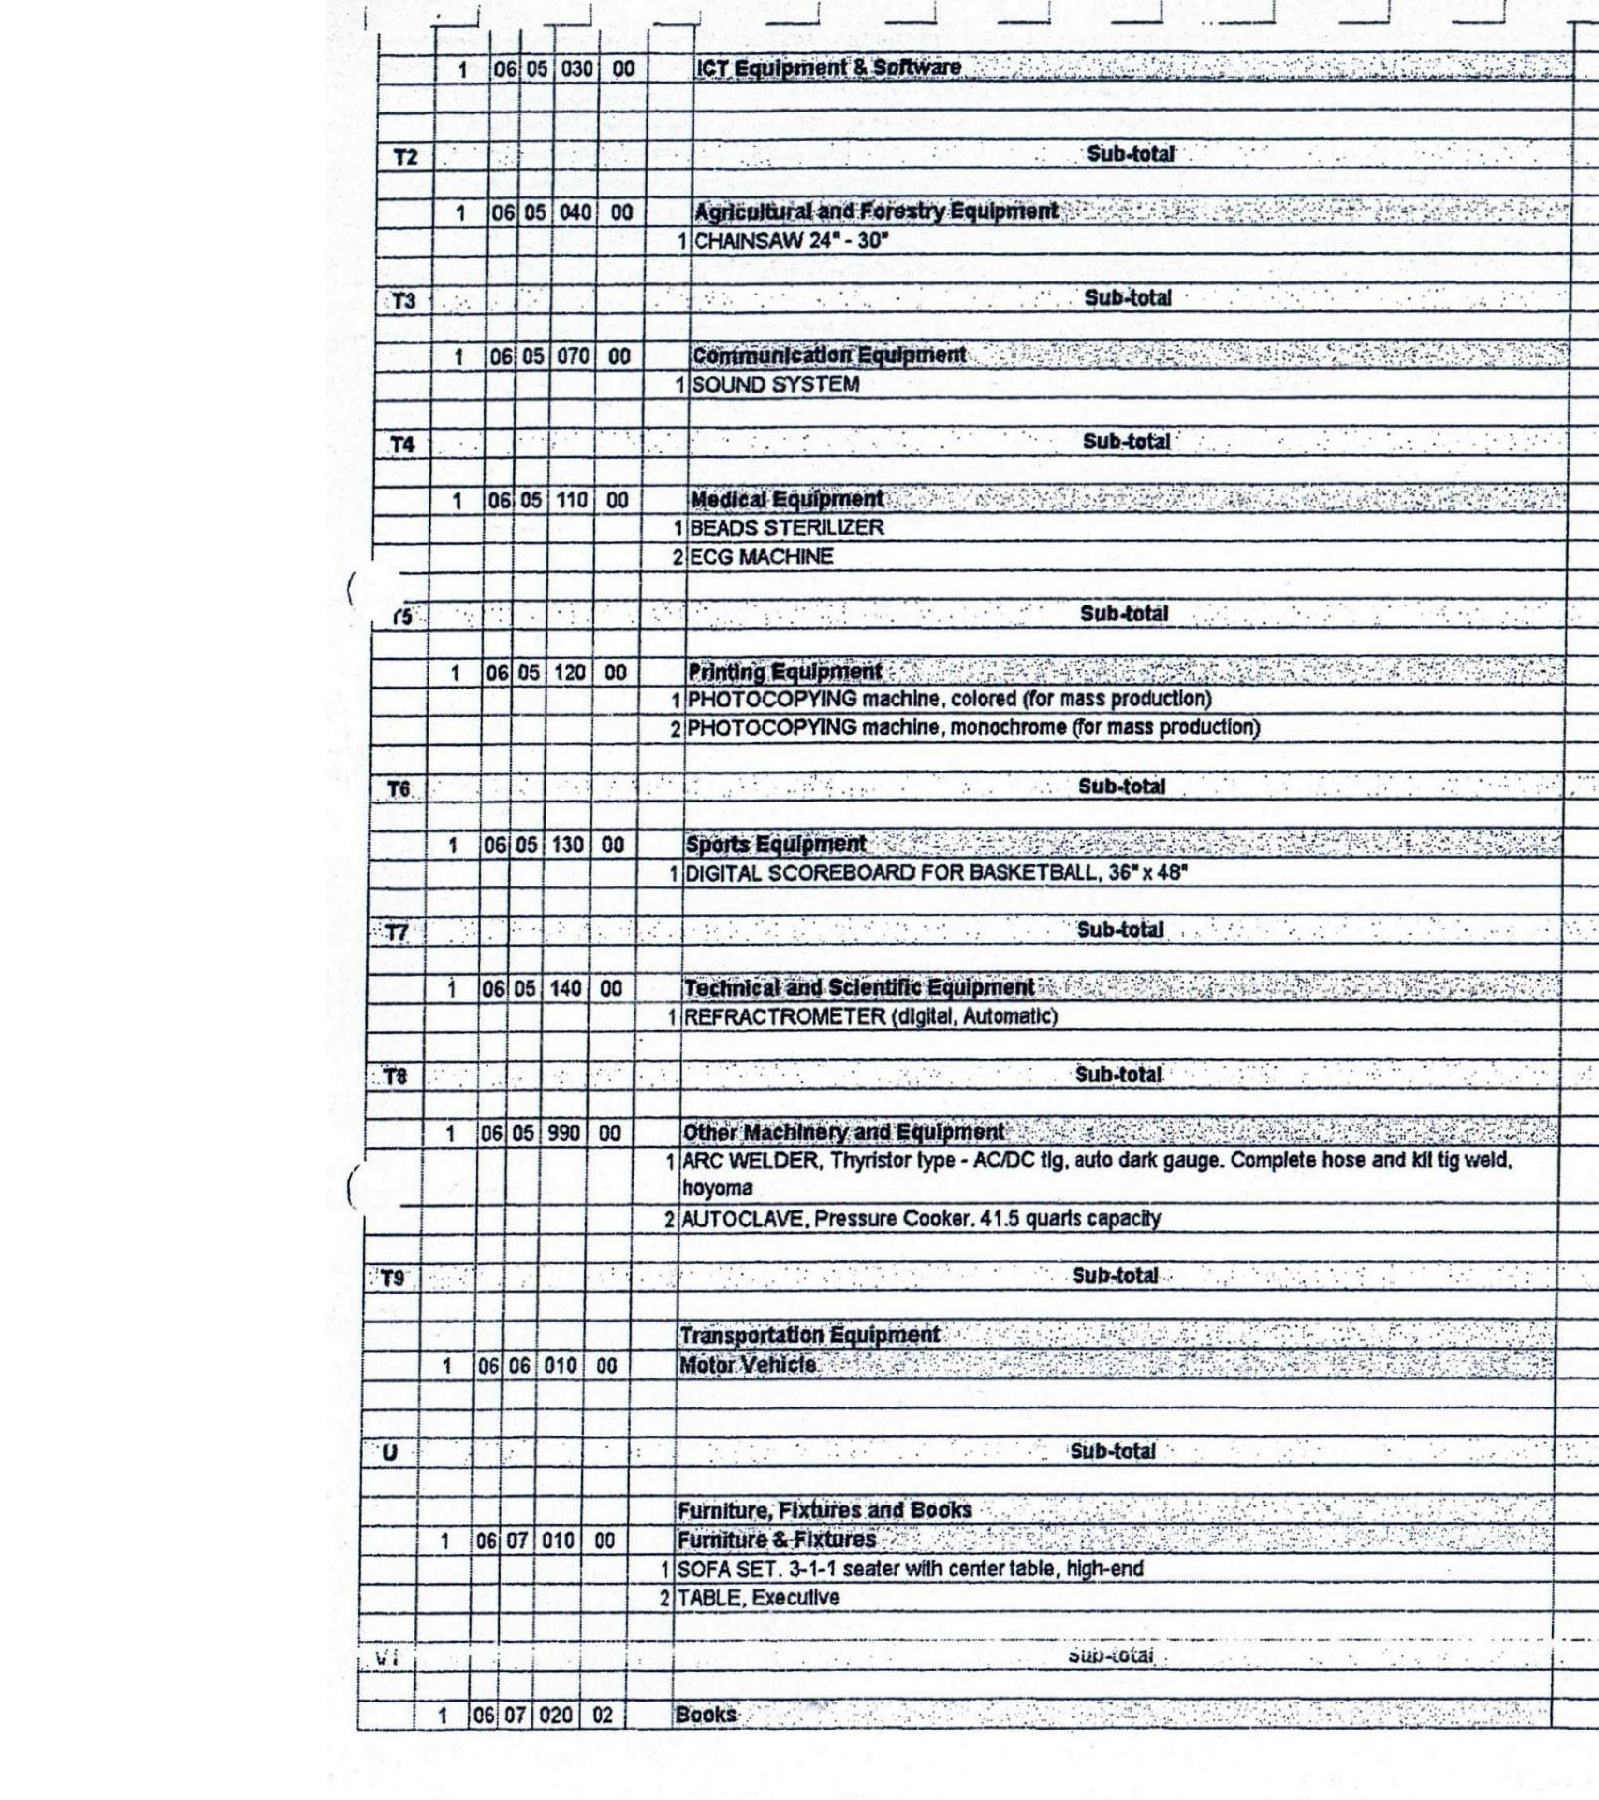 1 06 05 030 00 ICT Equipment & Software
T2 Sub-total
1 06 05 040 00 Agricultural and Forestry Equipment
1 CHAINSAW 24" - 30"
T3 Sub-total
1 06 05 070 00 Communication Equipment
1 SOUND SYSTEM
T4 Sub-total
1 06 05 110 00 Medical Equipment
1 BEADS STERILIZER
2 ECG MACHINE
T5 Sub-total
1 06 05 120 00 Printing Equipment
1 PHOTOCOPYING machine, colored (for mass production)
2 PHOTOCOPYING machine, monochrome (for mass production)
T6 Sub-total
1 06 05 130 00 Sports Equipment
1 DIGITAL SCOREBOARD FOR BASKETBALL, 36" x 48"
T7 Sub-total
1 06 05 140 00 Technical and Scientific Equipment
1 REFRACTROMETER (digital, Automatic)
T8 Sub-total
1 06 05 990 00 Other Machinery and Equipment
1 ARC WELDER, Thyristor type - AC/DC tig, auto dark gauge. Complete hose and kit tig weld,
hoyoma
2 AUTOCLAVE, Pressure Cooker. 41.5 quarts capacity
T9 Sub-total
Transportation Equipment
1 06 06 010 00 Motor Vehicle
U Sub-total
Furniture, Fixtures and Books
1 06 07 010 00 Furniture & Fixtures
1 SOFA SET. 3-1-1 seater with center table, high-end
2 TABLE, Executive
V1 Sub-total
1 06 07 020 02 Books